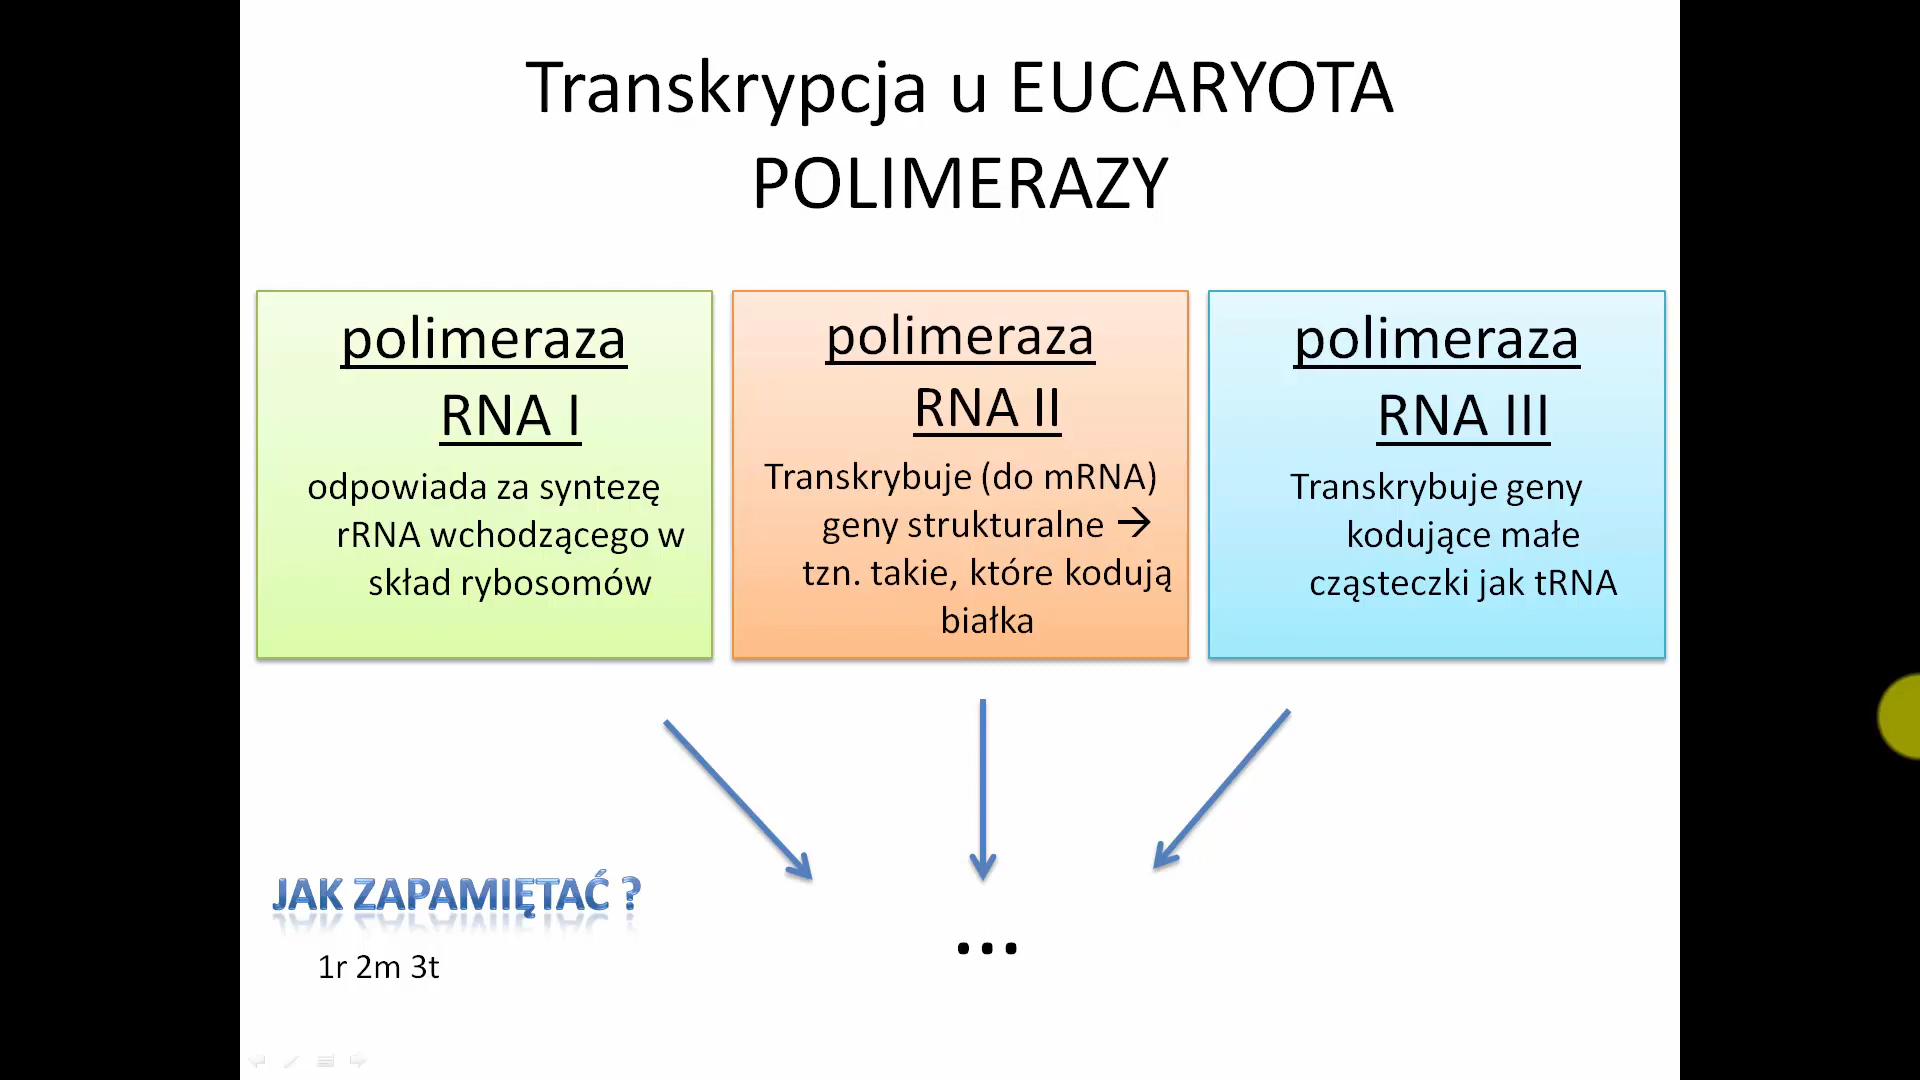 Transkrypcja u EUCARYOTA
POLIMERAZY
polimeraza
RNA I
odpowiada za syntezę
rRNA wchodzącego w
skład rybosomów
polimeraza
RNA II
Transkrybuje (do mRNA)
geny strukturalne →
tzn. takie, które kodują
białka
polimeraza
RNA III
Transkrybuje geny
kodujące małe
cząsteczki jak tRNA
JAK ZAPAMIĘTAĆ ?
1r 2m 3t
...